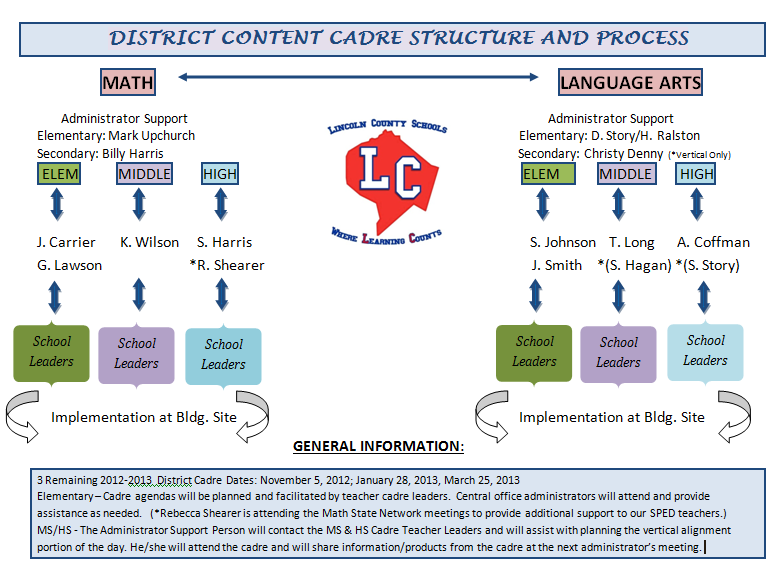 DISTRICT CONTENT CADRE STRUCTURE AND PROCESS
MATH
Administrator Support
Elementary: Mark Upchurch
Secondary: Billy Harris
ELEM MIDDLE HIGH
J. Carrier K. Wilson S. Harris
G. Lawson *R. Shearer
School Leaders
School Leaders
School Leaders
Implementation at Bldg. Site
LINCOLN COUNTY SCHOOLS
LC
WHERE LEARNING COUNTS
LANGUAGE ARTS
Administrator Support
Elementary: D. Story/H. Ralston
Secondary: Christy Denny (*Vertical Only)
ELEM MIDDLE HIGH
S. Johnson T. Long A. Coffman
J. Smith *(S. Hagan) *(S. Story)
School Leaders
School Leaders
School Leaders
Implementation at Bldg. Site
GENERAL INFORMATION:
3 Remaining 2012-2013 District Cadre Dates: November 5, 2012; January 28, 2013, March 25, 2013
Elementary – Cadre agendas will be planned and facilitated by teacher cadre leaders. Central office administrators will attend and provide
assistance as needed. (*Rebecca Shearer is attending the Math State Network meetings to provide additional support to our SPED teachers.)
MS/HS - The Administrator Support Person will contact the MS & HS Cadre Teacher Leaders and will assist with planning the vertical alignment
portion of the day. He/she will attend the cadre and will share information/products from the cadre at the next administrator's meeting.